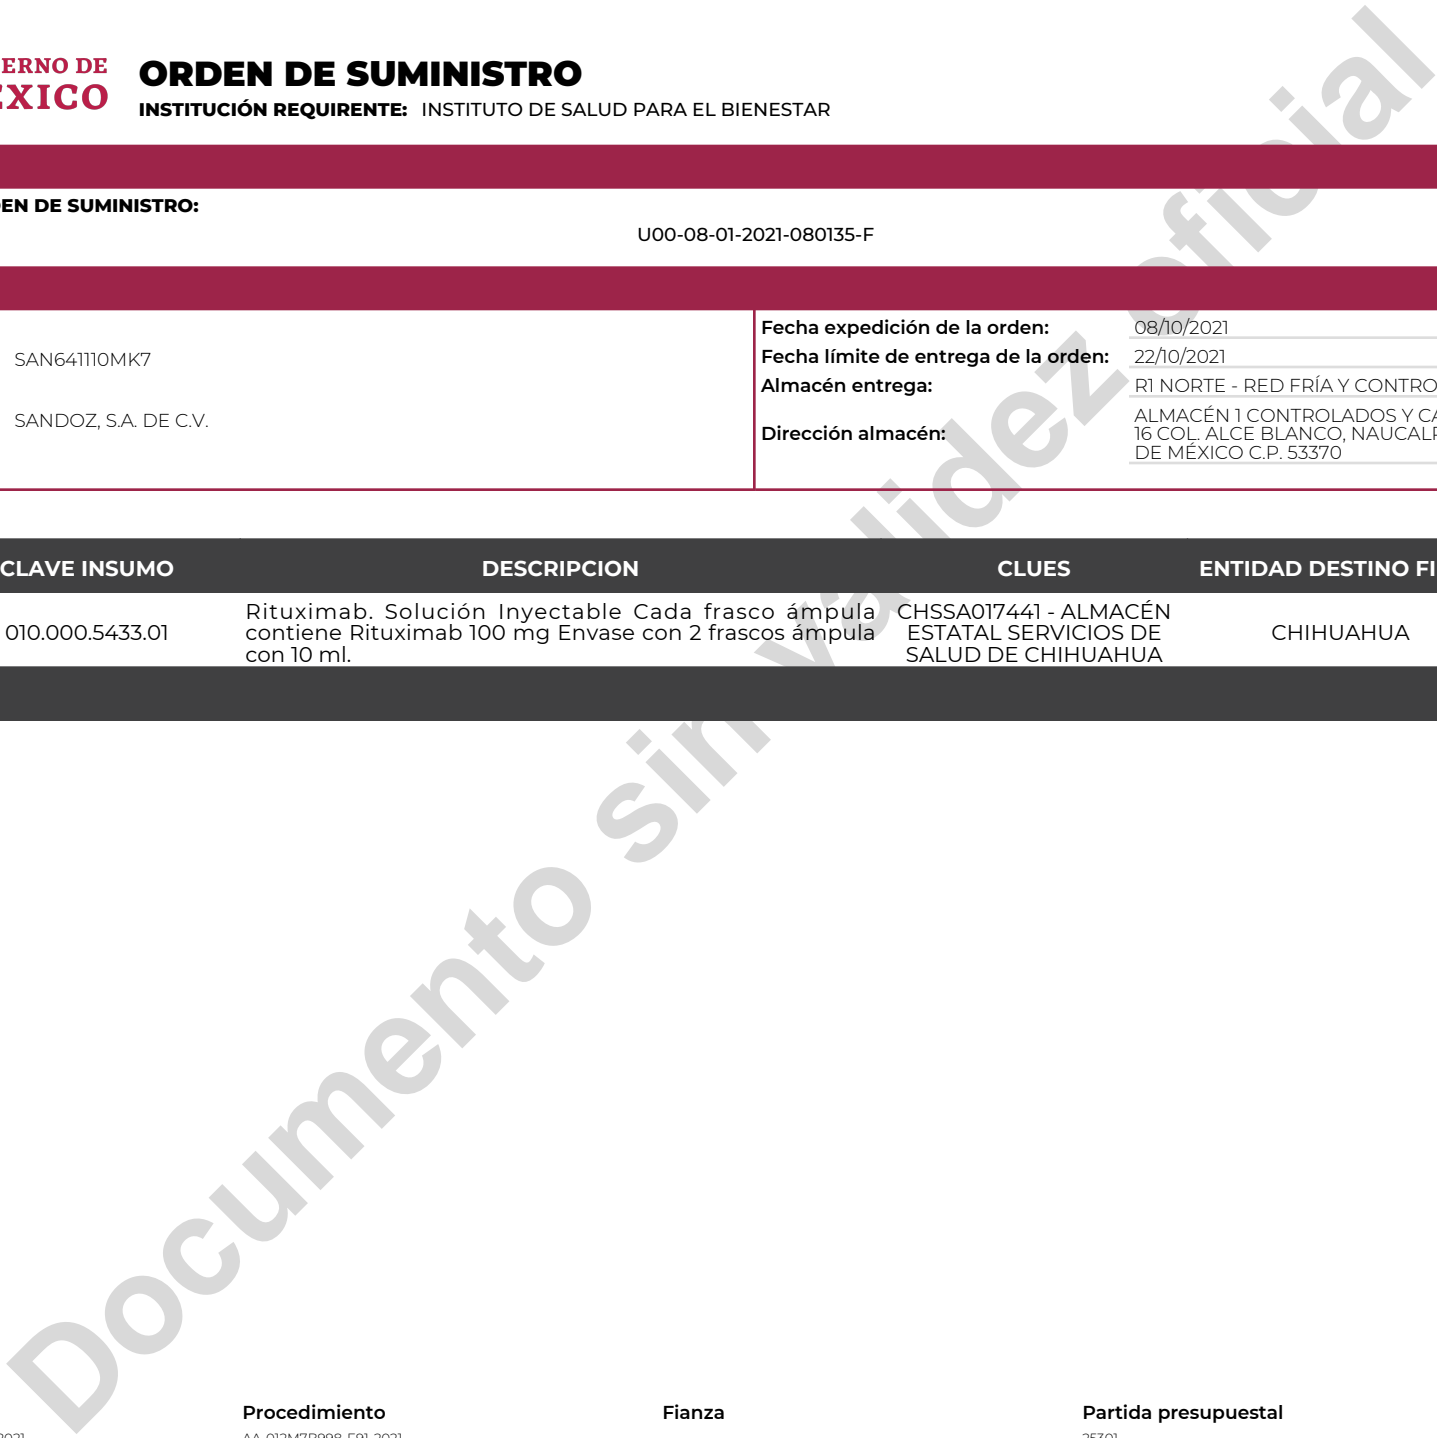 ERNO DE
ÉXICO
ORDEN DE SUMINISTRO
INSTITUCIÓN REQUIRENTE: INSTITUTO DE SALUD PARA EL BIENESTAR
EN DE SUMINISTRO:
U00-08-01-2021-080135-F
SAN641110MK7
SANDOZ, S.A. DE C.V.
Fecha expedición de la orden: 08/10/2021
Fecha límite de entrega de la orden: 22/10/2021
Almacén entrega: R1 NORTE - RED FRÍA Y CONTRO
Dirección almacén: ALMACÉN 1 CONTROLADOS Y CA
16 COL. ALCE BLANCO, NAUCALP
DE MÉXICO C.P. 53370
CLAVE INSUMO DESCRIPCION CLUES ENTIDAD DESTINO FI
010.000.5433.01
Rituximab. Solución Inyectable Cada frasco ámpula
contiene Rituximab 100 mg Envase con 2 frascos ámpula
con 10 ml.
CHSSA017441 - ALMACÉN
ESTATAL SERVICIOS DE
SALUD DE CHIHUAHUA
CHIHUAHUA
Documento sin validez oficial
Procedimiento Fianza Partida presupuestal